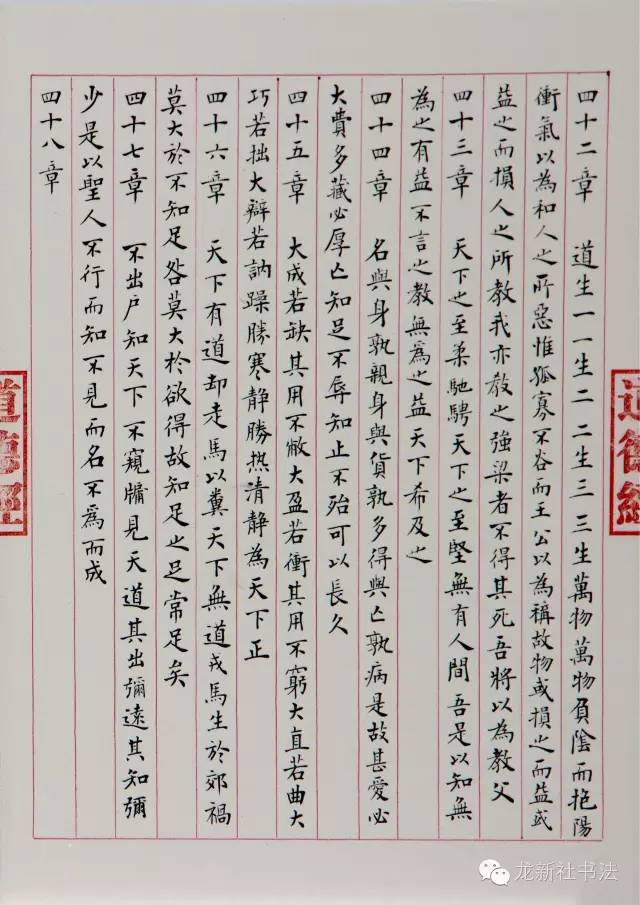 四十二章 道生一一生二二生三三生萬物萬物負陰而抱陽
衝氣以為和人之所惡惟孤寡不谷而王公以為稱故物或損之而益或
益之而損人之所教我亦教之強梁者不得其死吾將以為教父
四十三章 天下之至柔馳騁天下之至堅無有人間吾是以知無
為之有益不言之教無為之益天下希及之
四十四章 名與身孰親身與貨孰多得與亡孰病是故甚愛必
大費多藏必厚亡知足不辱知止不殆可以長久
四十五章 大成若缺其用不敝大盈若衝其用不窮大直若曲大
巧若拙大辯若訥躁勝寒静勝热清静為天下正
四十六章 天下有道却走馬以糞天下無道戎馬生於郊禍
莫大於不知足咎莫大於欲得故知足之足常足矣
四十七章 不出户知天下不窺牖見天道其出彌遠其知彌
少是以聖人不行而知不見而名不為而成
四十八章
道德經
道德經
龙新社书法